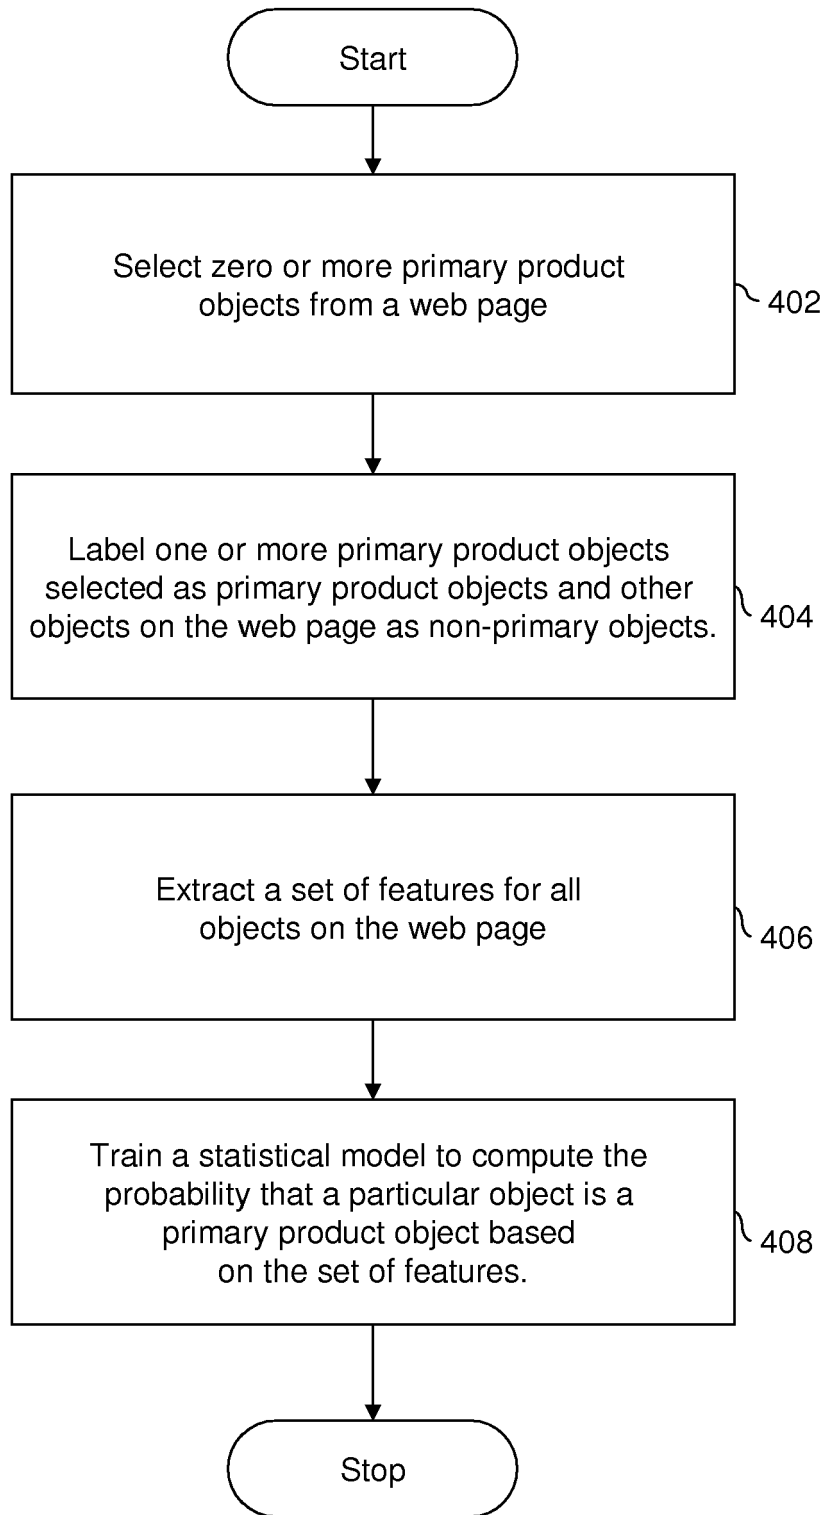 Start
Select zero or more primary product
objects from a web page
402
Label one or more primary product objects
selected as primary product objects and other
objects on the web page as non-primary objects.
404
Extract a set of features for all
objects on the web page
406
Train a statistical model to compute the
probability that a particular object is a
primary product object based
on the set of features.
408
Stop